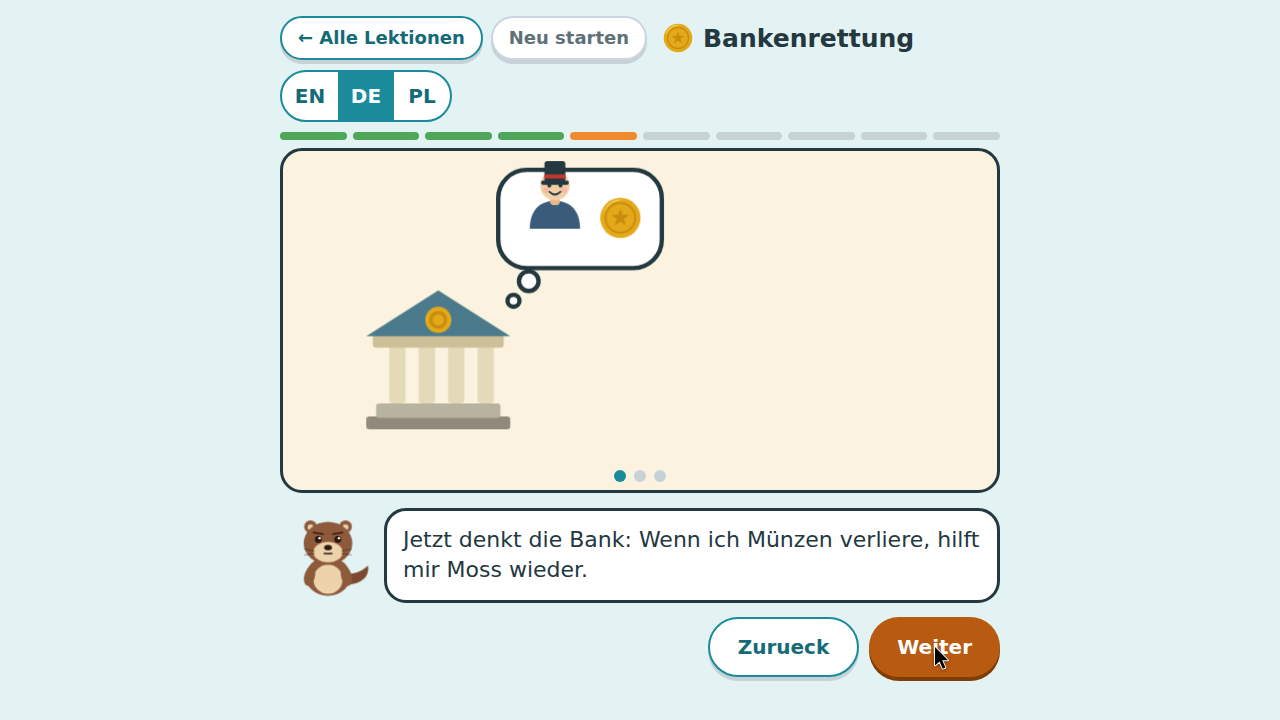 ← Alle Lektionen
Neu starten
Bankenrettung
EN DE PL
Jetzt denkt die Bank: Wenn ich Münzen verliere, hilft
mir Moss wieder.
Zurueck
Weiter